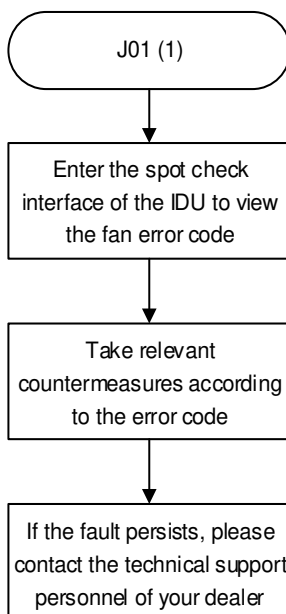 J01 (1)
Enter the spot check
interface of the IDU to view
the fan error code
Take relevant
countermeasures according
to the error code
If the fault persists, please
contact the technical support
personnel of your dealer